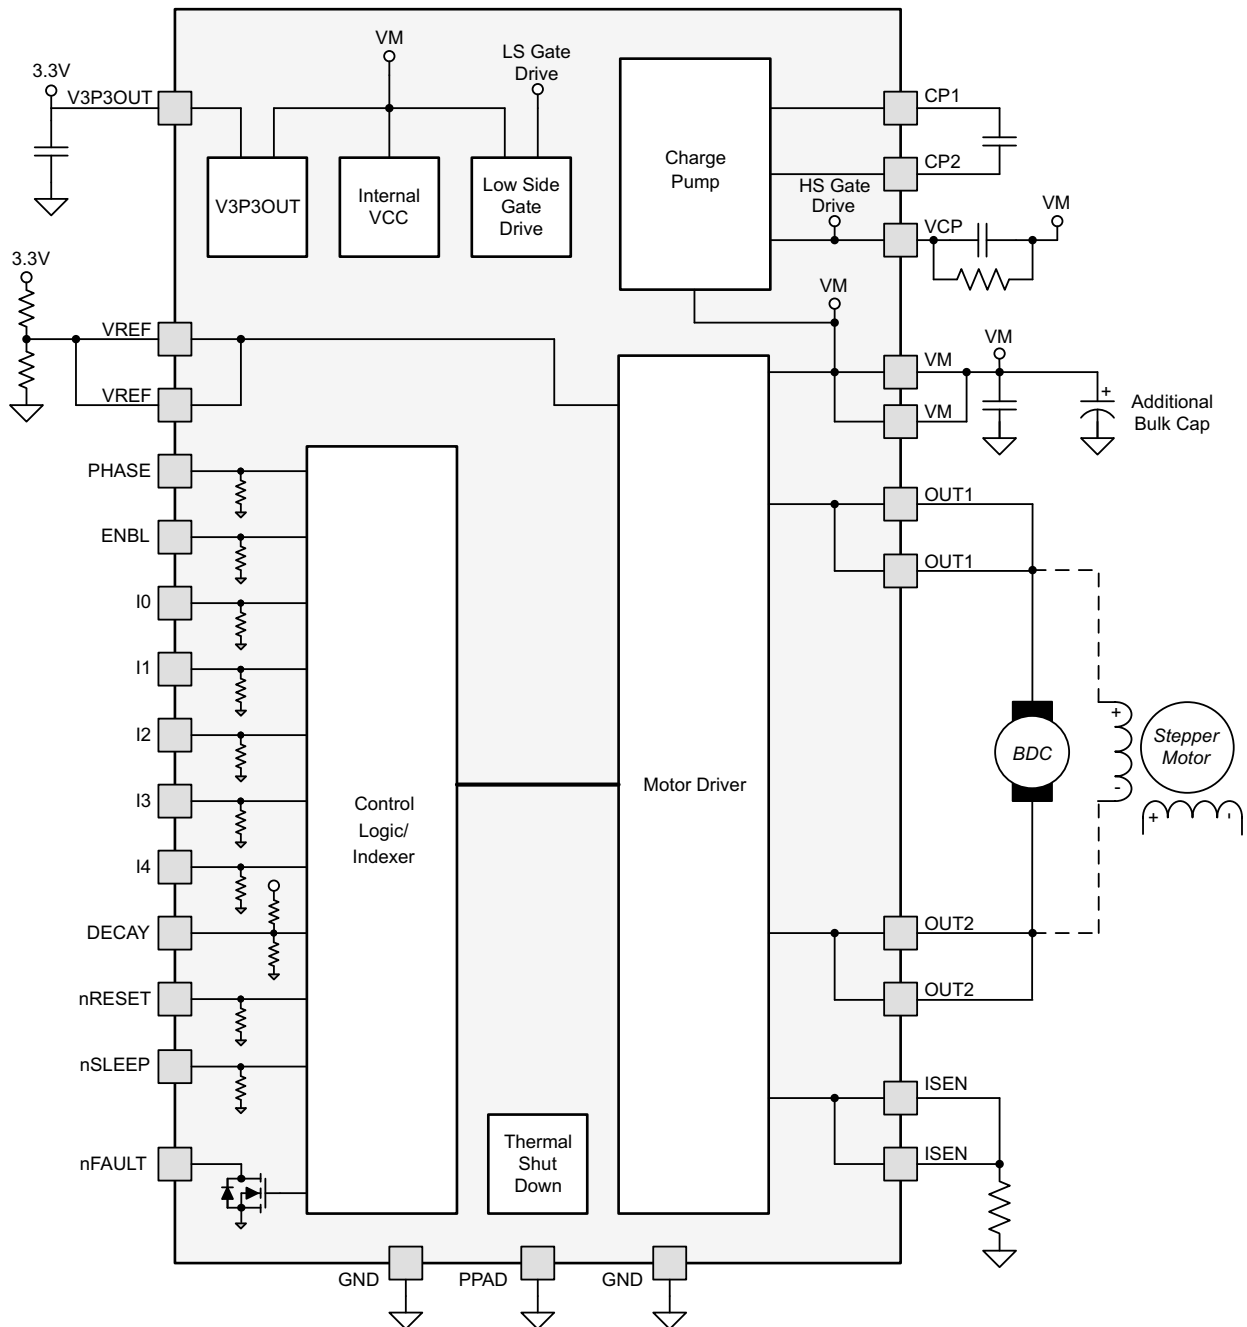 VM
LS Gate
Drive
3.3V
V3P3OUT
CP1
V3P3OUT
Internal
VCC
Low Side
Gate
Drive
Charge
Pump
CP2
HS Gate
Drive
VCP
VM
3.3V
VM
VREF
VREF
VM
VM
VM
+
Additional
Bulk Cap
PHASE
ENBL
I0
I1
I2
I3
I4
DECAY
nRESET
nSLEEP
nFAULT
Control
Logic/
Indexer
Motor Driver
OUT1
OUT1
BDC
+
-
Stepper
Motor
+ -
OUT2
OUT2
ISEN
ISEN
Thermal
Shut
Down
GND
PPAD
GND